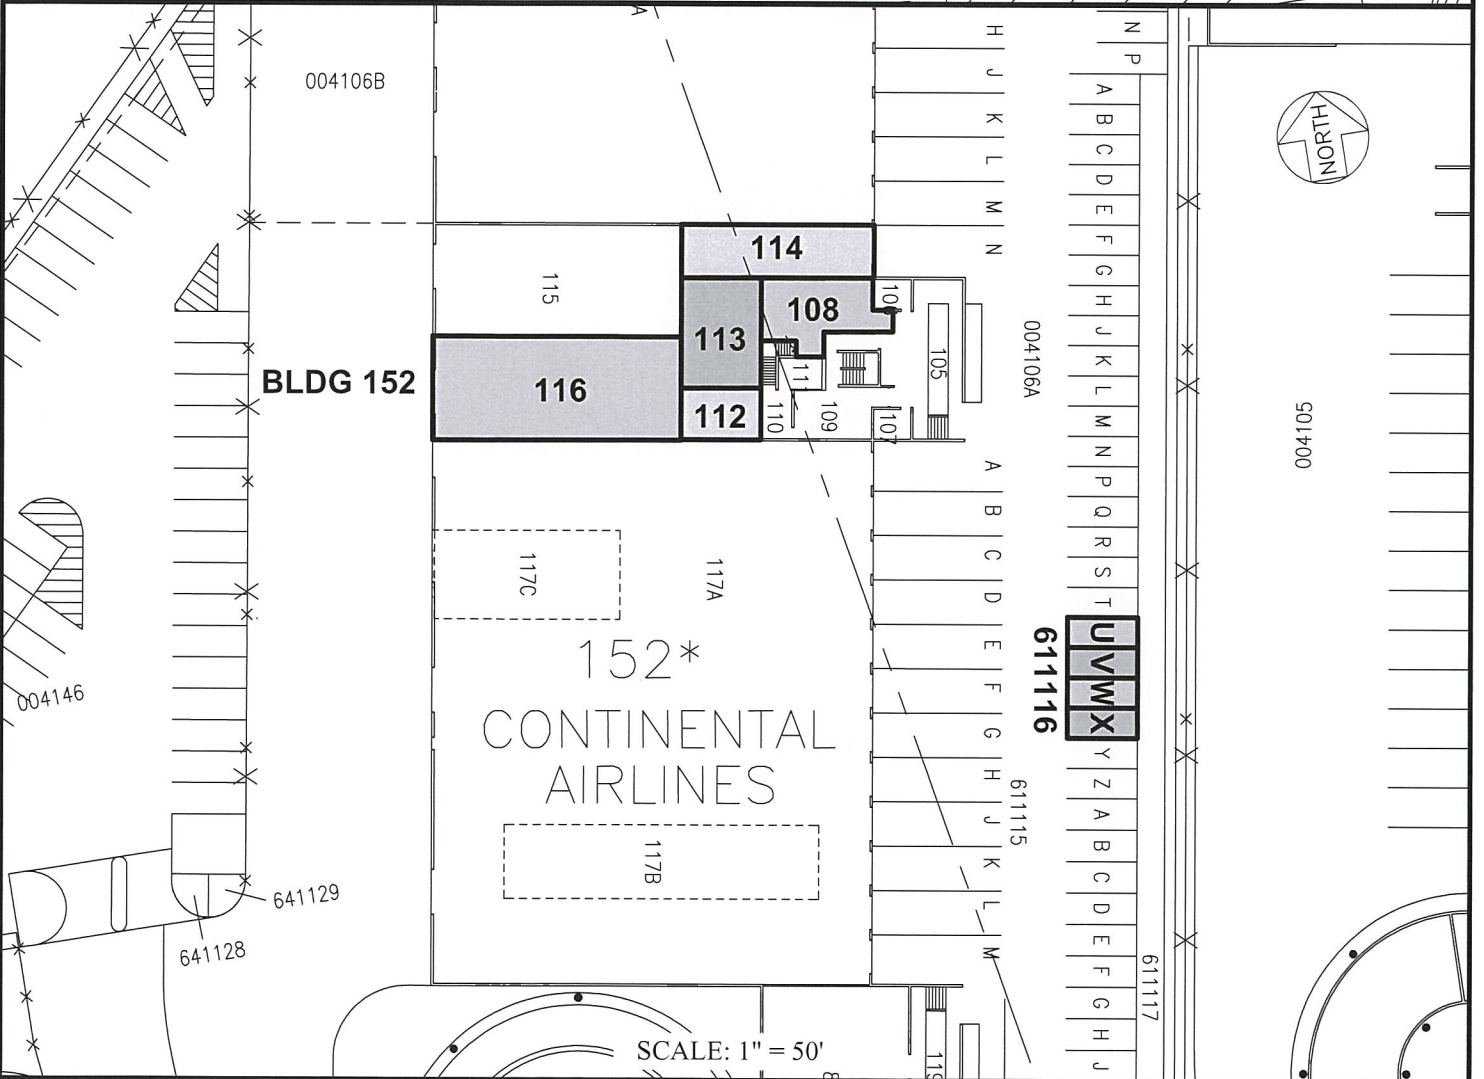 A
004106B
H
J
K
L
M
N
N
P
A
B
C
D
E
F
G
H
J
K
L
M
N
P
Q
R
S
T
U
V
W
X
Y
Z
A
B
C
D
E
F
G
H
J
NORTH
114
115
113
108
105
116
112
111
110
109
107
BLDG 152
004106A
004105
A
B
C
D
E
F
G
H
J
K
L
M
117C
117A
152*
CONTINENTAL
AIRLINES
117B
611116
611115
611117
004146
641129
641128
SCALE: 1" = 50'
119